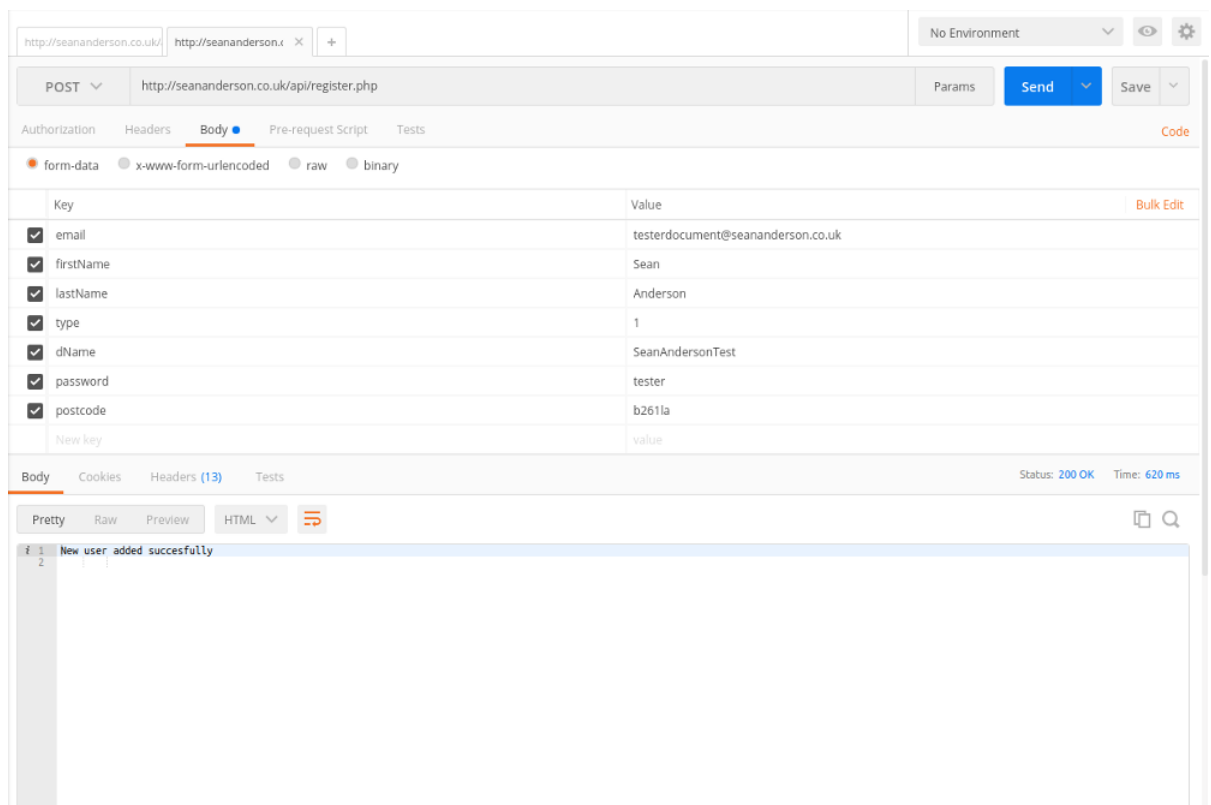 No Environment
http://seananderson.co.uk/ http://seananderson.c +
POST http://seananderson.co.uk/api/register.php Params Send Save
Authorization Headers Body Pre-request Script Tests Code
form-data x-www-form-urlencoded raw binary
Key Value Bulk Edit
email testerdocument@seananderson.co.uk
firstName Sean
lastName Anderson
type 1
dName SeanAndersonTest
password tester
postcode b261la
New key value
Body Cookies Headers (13) Tests Status: 200 OK Time: 620 ms
Pretty Raw Preview HTML
i 1 New user added succesfully
2